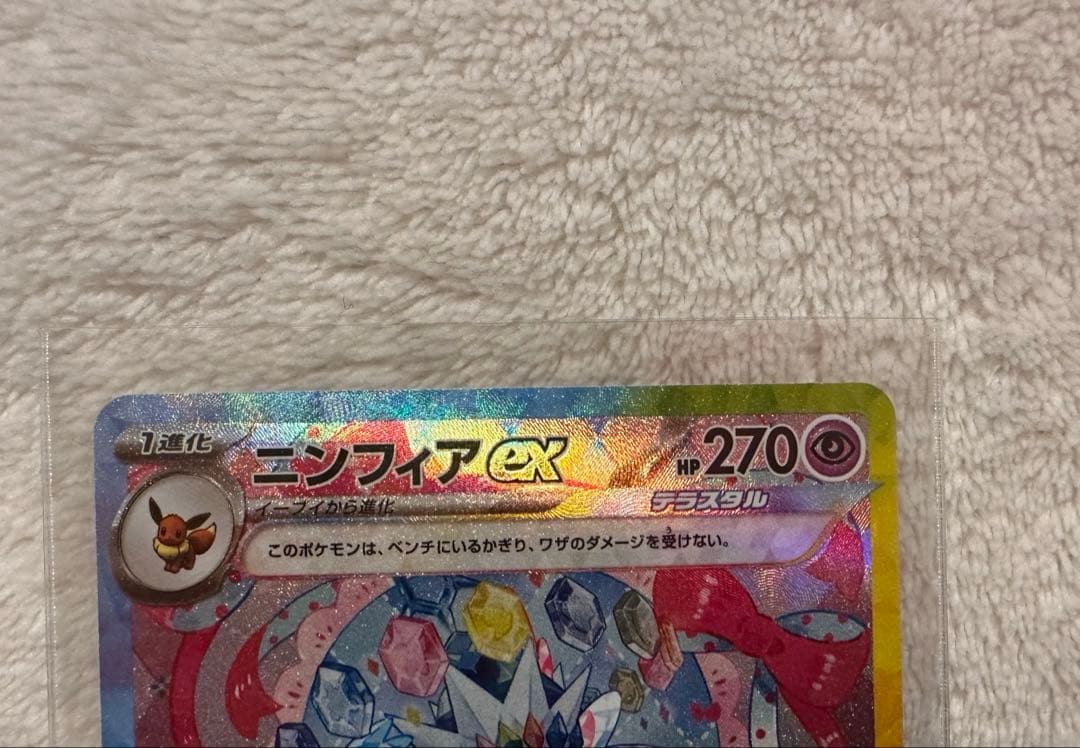 1進化
ニンフィアex HP270
イーブイから進化 テラスタル
このポケモンは、ベンチにいるかぎり、ワザのダメージを受けない。